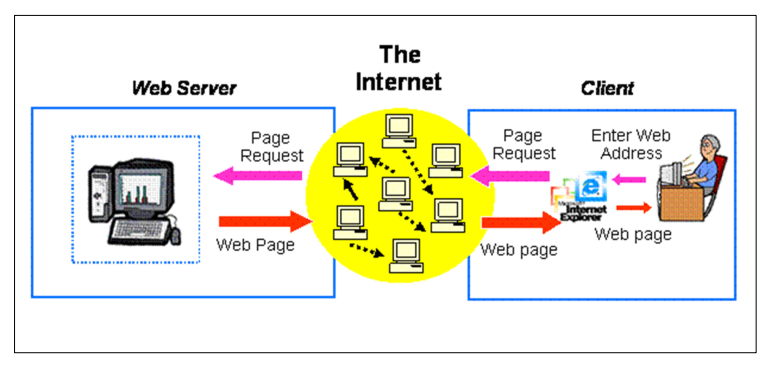 The
Internet
Web Server
Client
Page
Request
Web Page
Page
Request
Web page
Enter Web
Address
Microsoft
Internet
Explorer
Web page